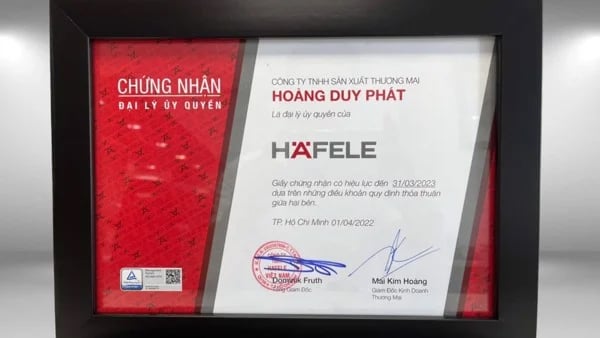 CHỨNG NHẬN
ĐẠI LÝ ỦY QUYỀN
CÔNG TY TNHH SẢN XUẤT THƯƠNG MẠI
HOÀNG DUY PHÁT
Là đại lý ủy quyền của
HÄFELE
Giấy chứng nhận có hiệu lực đến 31/03/2023
dựa trên những điều khoản quy định thỏa thuận
giữa hai bên.
TP. Hồ Chí Minh 01/04/2022
HÄFELE
VIỆT NAM
Fruth
Tổng Giám Đốc
Mai Kim Hoàng
Giám Đốc Kinh Doanh
Thương Mại